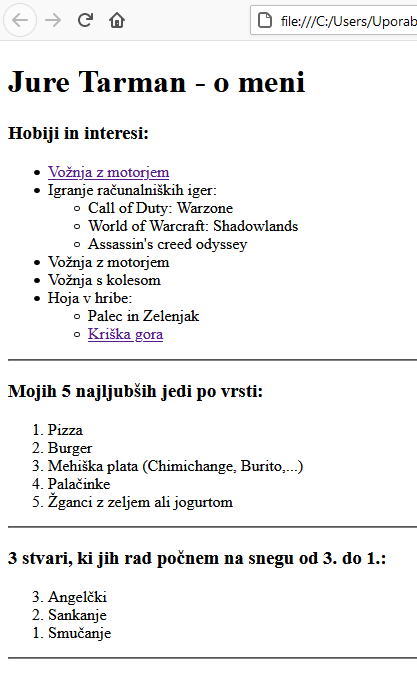 file:///C:/Users/Uporab
Jure Tarman - o meni
Hobiji in interesi:
• Vožnja z motorjem
• Igranje računalniških iger:
○ Call of Duty: Warzone
○ World of Warcraft: Shadowlands
○ Assassin's creed odyssey
• Vožnja z motorjem
• Vožnja s kolesom
• Hoja v hribe:
○ Palec in Zelenjak
○ Kriška gora
Mojih 5 najljubših jedi po vrsti:
1. Pizza
2. Burger
3. Mehiška plata (Chimichange, Burito,...)
4. Palačinke
5. Žganci z zeljem ali jogurtom
3 stvari, ki jih rad počnem na snegu od 3. do 1.:
3. Angelčki
2. Sankanje
1. Smučanje